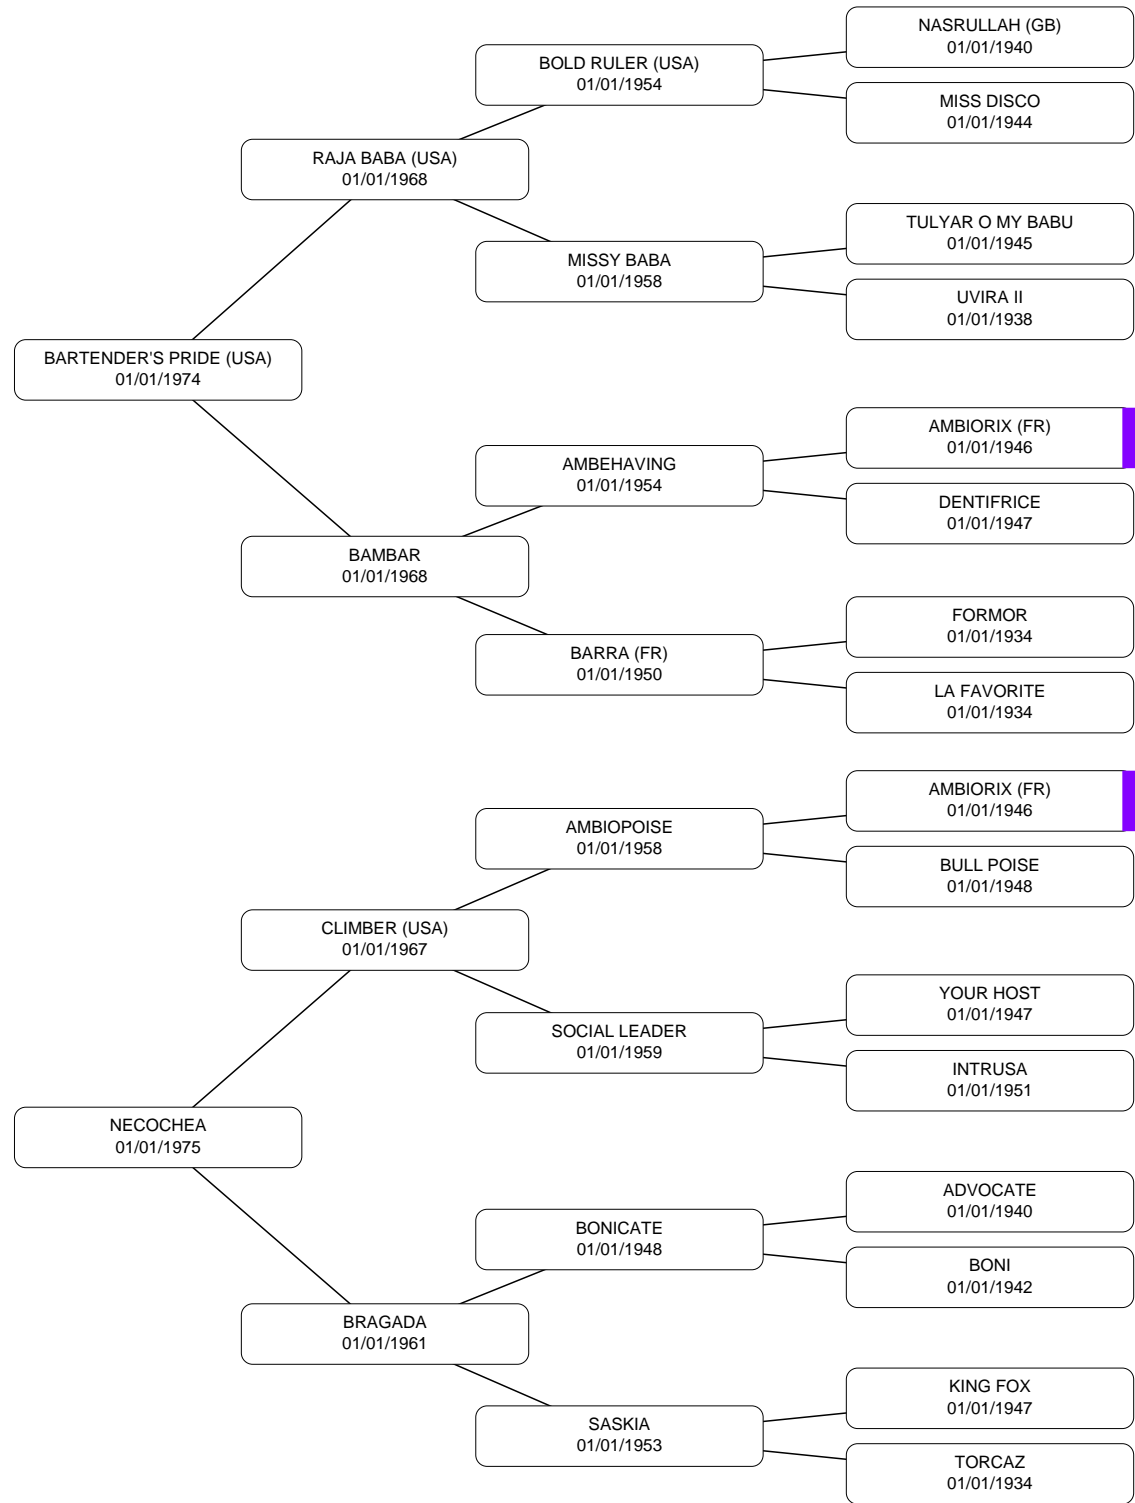 NASRULLAH (GB)
01/01/1940
BOLD RULER (USA)
01/01/1954
MISS DISCO
01/01/1944
RAJA BABA (USA)
01/01/1968
TULYAR O MY BABU
01/01/1945
MISSY BABA
01/01/1958
UVIRA II
01/01/1938
BARTENDER'S PRIDE (USA)
01/01/1974
AMBIORIX (FR)
01/01/1946
AMBEHAVING
01/01/1954
DENTIFRICE
01/01/1947
BAMBAR
01/01/1968
FORMOR
01/01/1934
BARRA (FR)
01/01/1950
LA FAVORITE
01/01/1934
AMBIORIX (FR)
01/01/1946
AMBIOPOISE
01/01/1958
BULL POISE
01/01/1948
CLIMBER (USA)
01/01/1967
YOUR HOST
01/01/1947
SOCIAL LEADER
01/01/1959
INTRUSA
01/01/1951
NECOCHEA
01/01/1975
ADVOCATE
01/01/1940
BONICATE
01/01/1948
BONI
01/01/1942
BRAGADA
01/01/1961
KING FOX
01/01/1947
SASKIA
01/01/1953
TORCAZ
01/01/1934